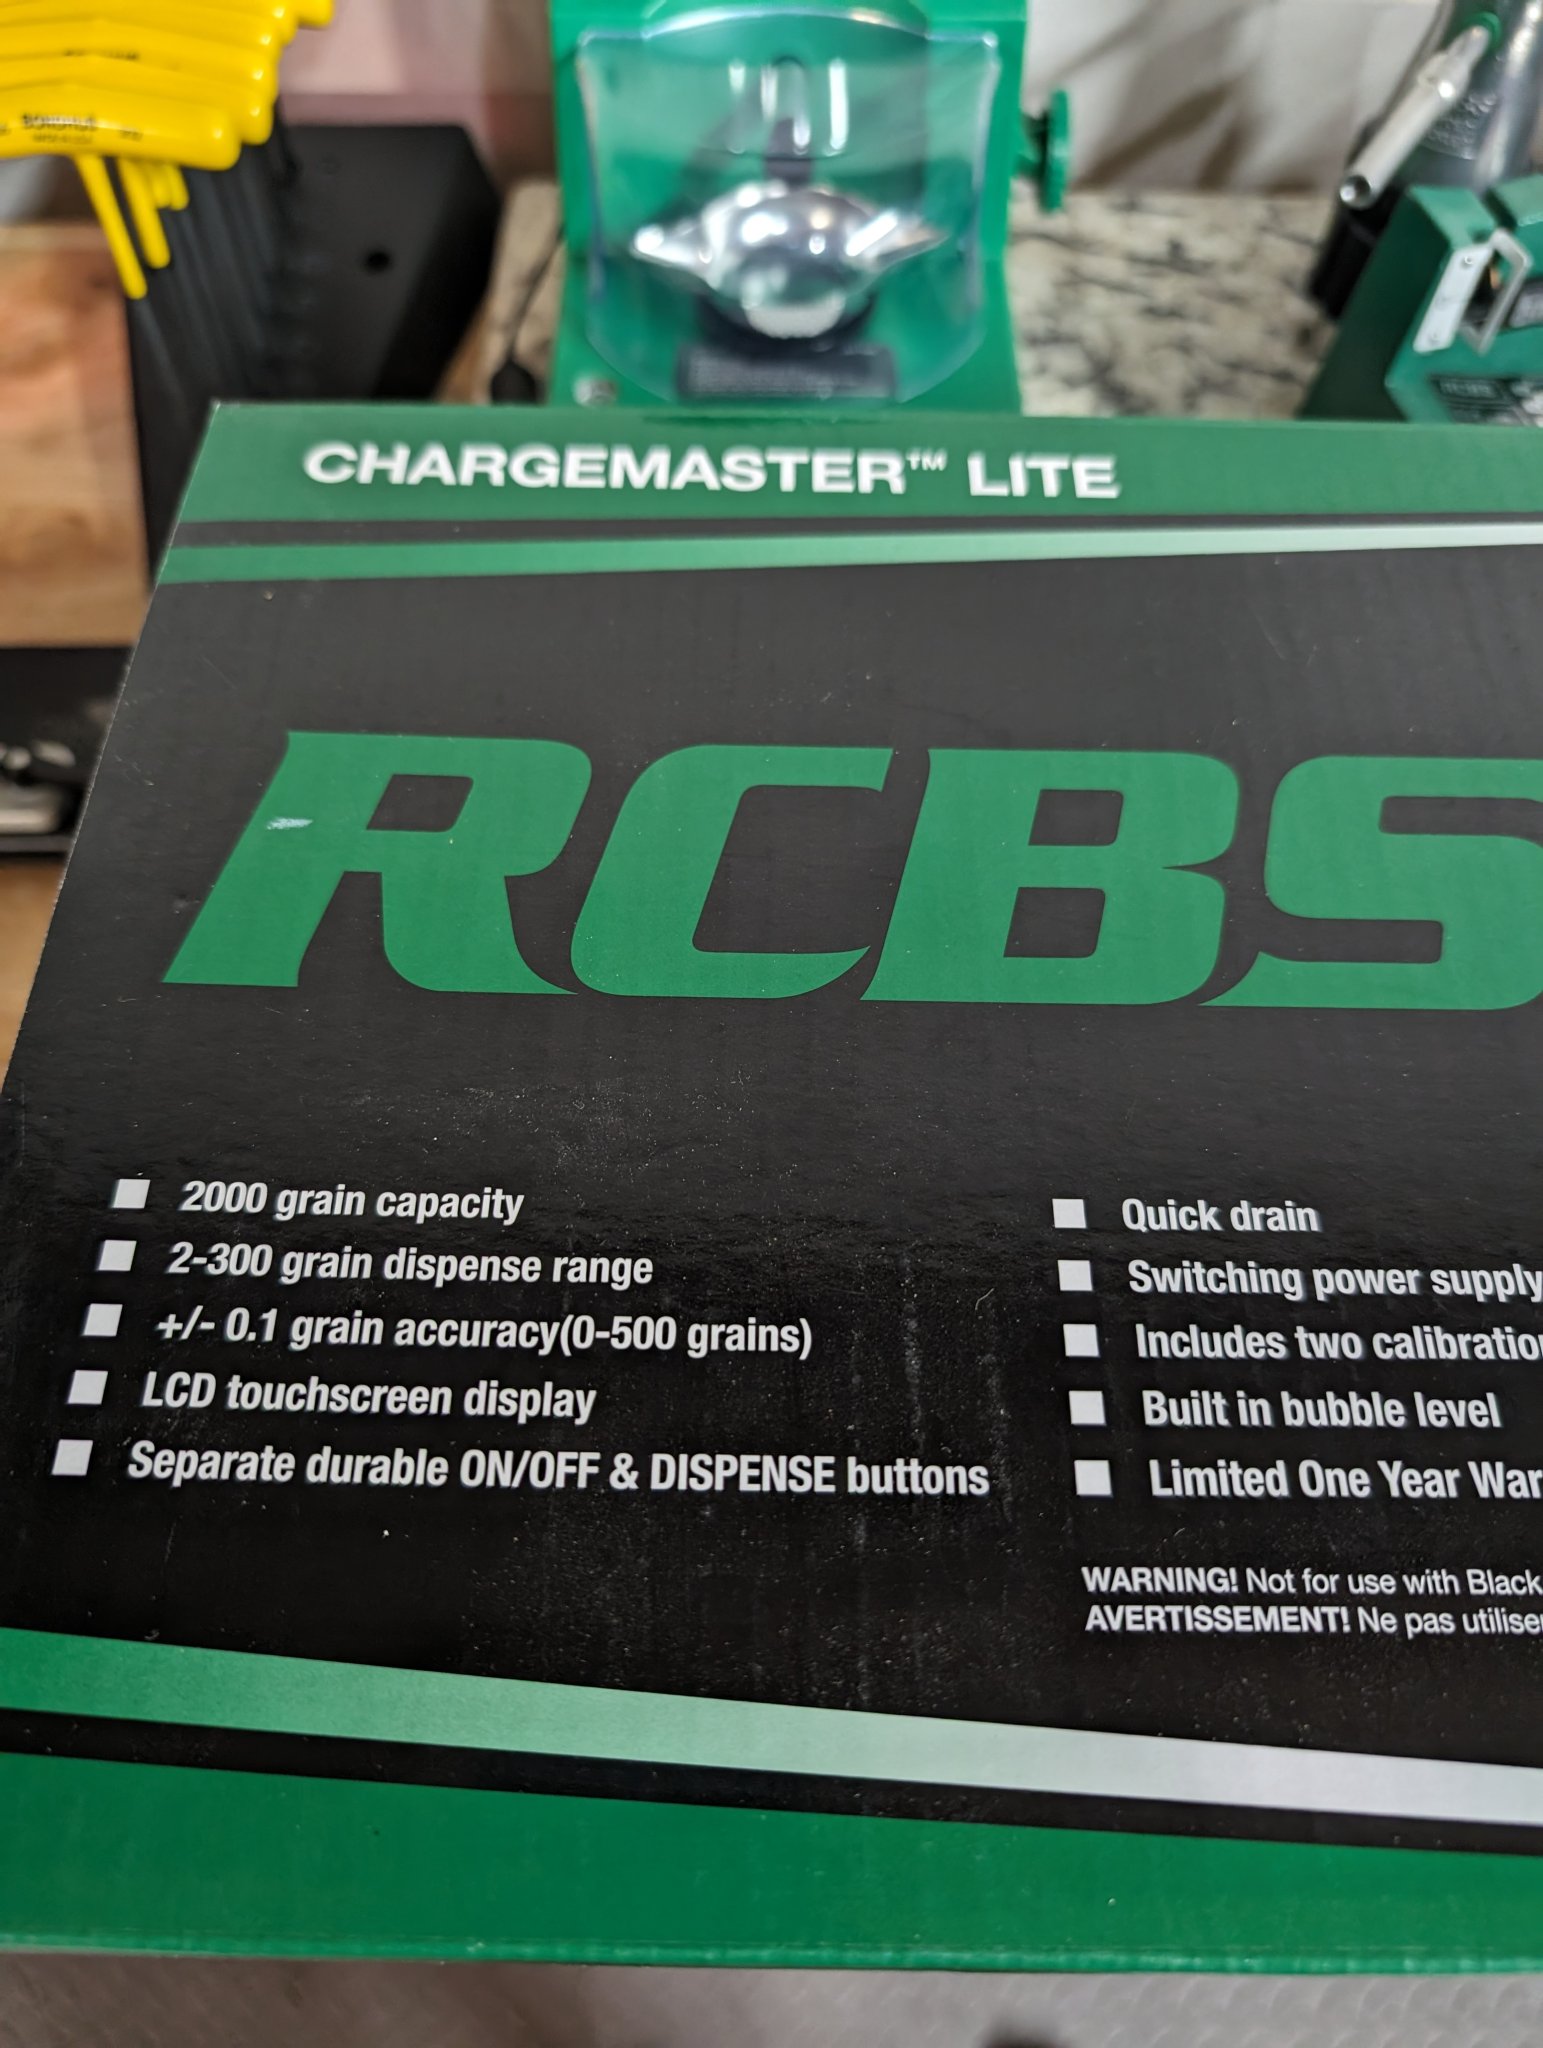 BONDHUS
CHARGEMASTER™ LITE
RCBS
2000 grain capacity
2-300 grain dispense range
+/- 0.1 grain accuracy(0-500 grains)
LCD touchscreen display
Separate durable ON/OFF & DISPENSE buttons
Quick drain
Switching power supply
Includes two calibration
Built in bubble level
Limited One Year War
WARNING! Not for use with Black
AVERTISSEMENT! Ne pas utiliser